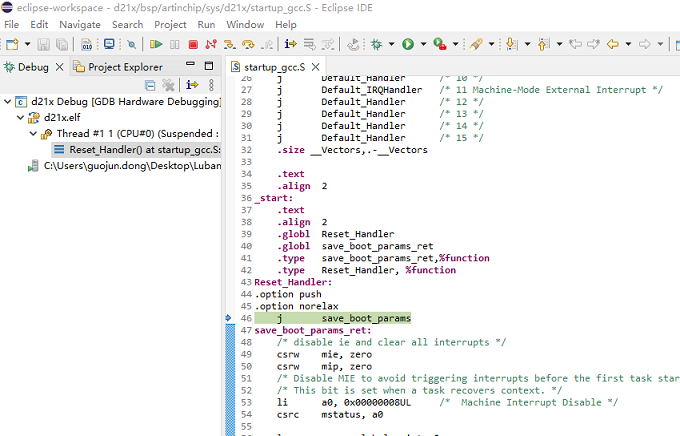 eclipse-workspace - d21x/bsp/artinchip/sys/d21x/startup_gcc.S - Eclipse IDE
File Edit Navigate Search Project Run Window Help
Debug Project Explorer
d21x Debug [GDB Hardware Debugging]
d21x.elf
Thread #1 1 (CPU#0) (Suspended :
Reset_Handler() at startup_gcc.S:
C:\Users\guojun.dong\Desktop\Luban
startup_gcc.S
26 j Default_Handler /* 10 */
27 j Default_IRQHandler /* 11 Machine-Mode External Interrupt */
28 j Default_Handler /* 12 */
29 j Default_Handler /* 13 */
30 j Default_Handler /* 14 */
31 j Default_Handler /* 15 */
32 .size __Vectors,.-__Vectors
33
34 .text
35 .align 2
36 _start:
37 .text
38 .align 2
39 .globl Reset_Handler
40 .globl save_boot_params_ret
41 .type save_boot_params_ret,%function
42 .type Reset_Handler, %function
43 Reset_Handler:
44 .option push
45 .option norelax
46 j save_boot_params
47 save_boot_params_ret:
48 /* disable ie and clear all interrupts */
49 csrw mie, zero
50 csrw mip, zero
51 /* Disable MIE to avoid triggering interrupts before the first task star
52 /* This bit is set when a task recovers context. */
53 li a0, 0x00000008UL /* Machine Interrupt Disable */
54 csrc mstatus, a0
55